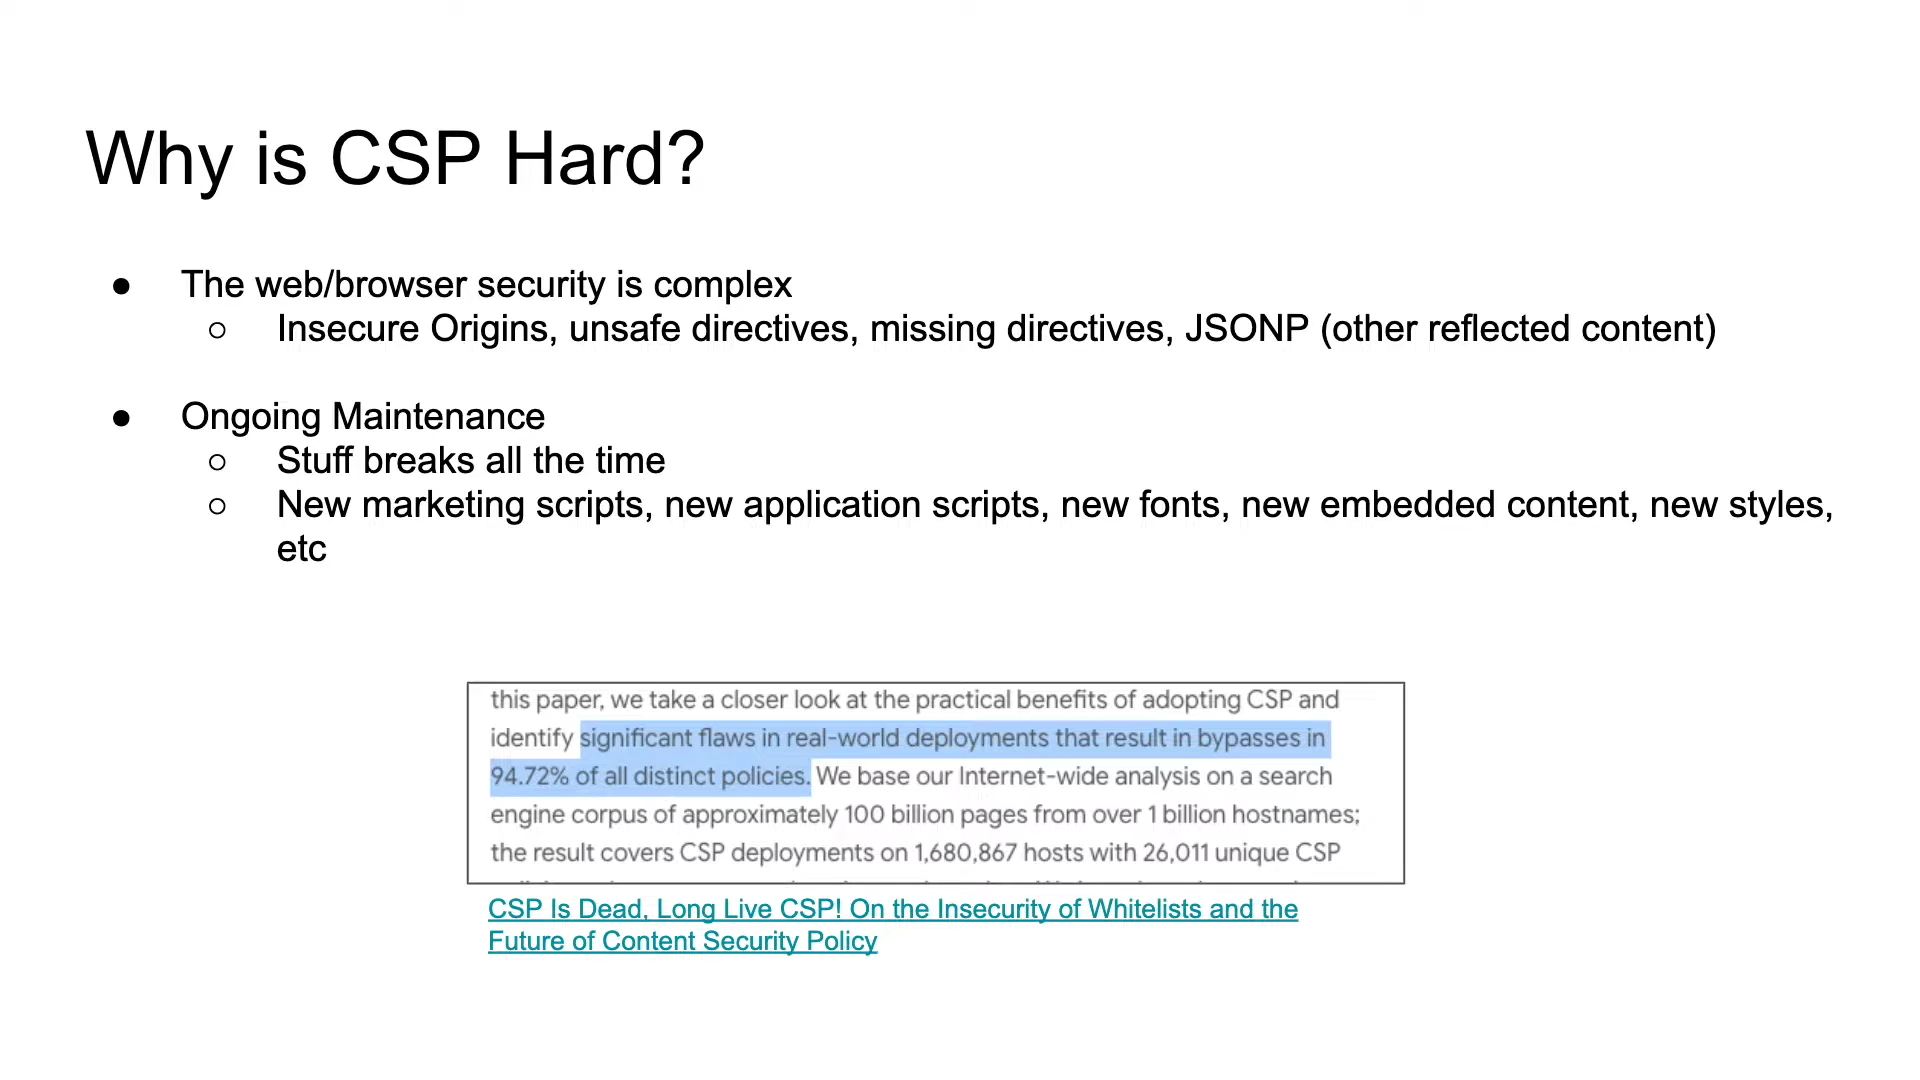 Why is CSP Hard?
● The web/browser security is complex
○ Insecure Origins, unsafe directives, missing directives, JSONP (other reflected content)
● Ongoing Maintenance
○ Stuff breaks all the time
○ New marketing scripts, new application scripts, new fonts, new embedded content, new styles,
etc
this paper, we take a closer look at the practical benefits of adopting CSP and
identify significant flaws in real-world deployments that result in bypasses in
94.72% of all distinct policies. We base our Internet-wide analysis on a search
engine corpus of approximately 100 billion pages from over 1 billion hostnames;
the result covers CSP deployments on 1,680,867 hosts with 26,011 unique CSP
CSP Is Dead, Long Live CSP! On the Insecurity of Whitelists and the
Future of Content Security Policy